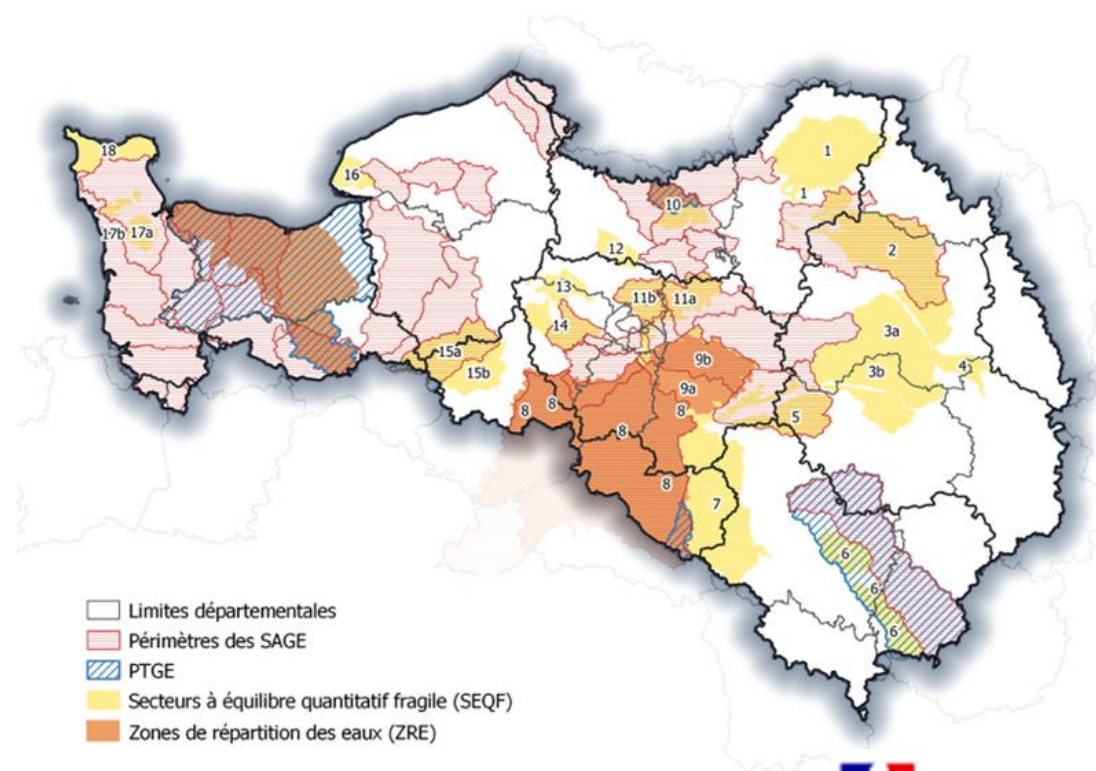 18
1
16
10
1
17b 17a
2
12
13
11b 11a
3a
14
9b
4
15a
3b
15b
9a
8
8
8
5
8
8
7
6
6
6
Limites départementales
Périmètres des SAGE
PTGE
Secteurs à équilibre quantitatif fragile (SEQF)
Zones de répartition des eaux (ZRE)